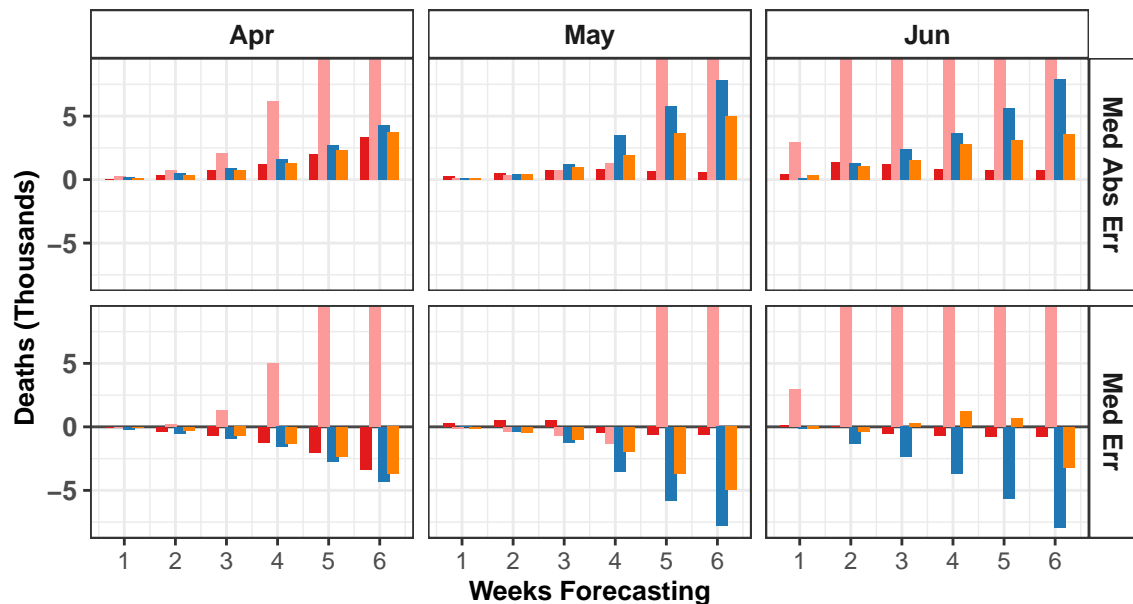 Apr May Jun
Deaths (Thousands)
5
0
−5
Med Abs Err
5
0
−5
Med Err
1 2 3 4 5 6 1 2 3 4 5 6 1 2 3 4 5 6
Weeks Forecasting